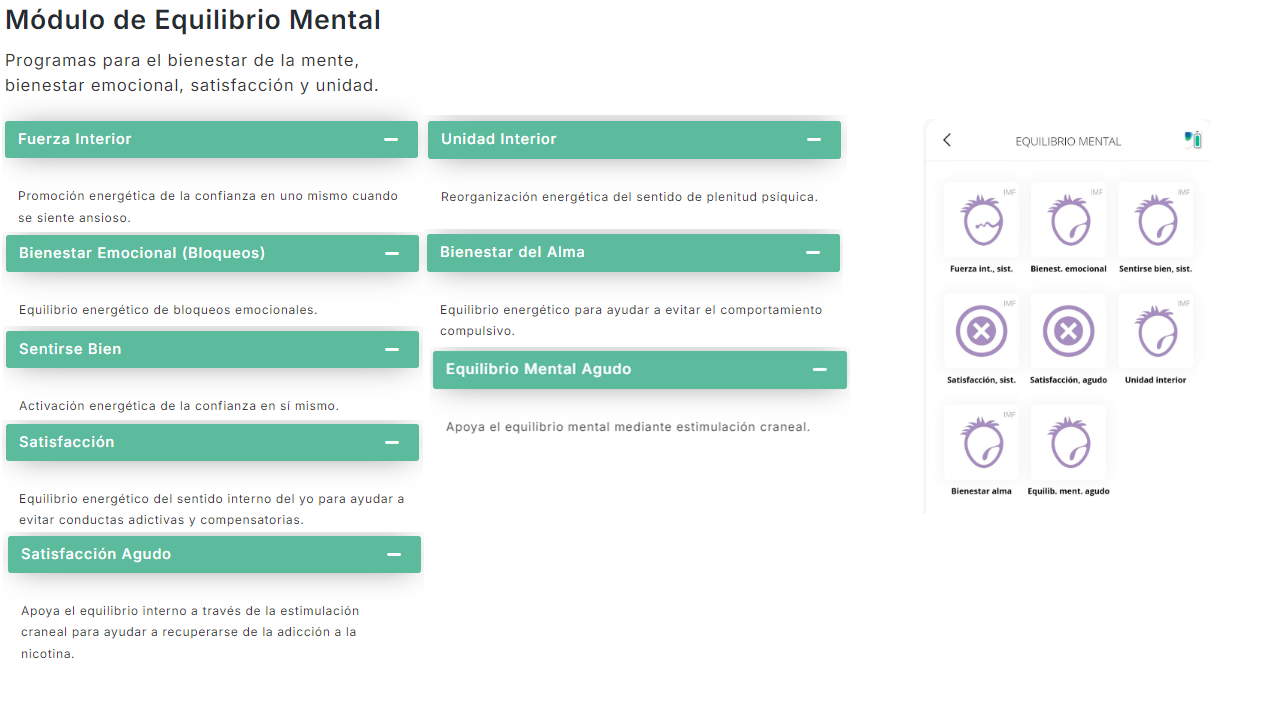 Módulo de Equilibrio Mental
Programas para el bienestar de la mente,
bienestar emocional, satisfacción y unidad.
Fuerza Interior
Promoción energética de la confianza en uno mismo cuando
se siente ansioso.
Bienestar Emocional (Bloqueos)
Equilibrio energético de bloqueos emocionales.
Sentirse Bien
Activación energética de la confianza en sí mismo.
Satisfacción
Equilibrio energético del sentido interno del yo para ayudar a
evitar conductas adictivas y compensatorias.
Satisfacción Agudo
Apoya el equilibrio interno a través de la estimulación
craneal para ayudar a recuperarse de la adicción a la
nicotina.
Unidad Interior
Reorganización energética del sentido de plenitud psíquica.
Bienestar del Alma
Equilibrio energético para ayudar a evitar el comportamiento
compulsivo.
Equilibrio Mental Agudo
Apoya el equilibrio mental mediante estimulación craneal.
EQUILIBRIO MENTAL
IMF IMF IMF
Fuerza int., sist. Bienest. emocional Sentirse bien, sist.
IMF IMF
Satisfacción, sist. Satisfacción, agudo Unidad interior
IMF
Bienestar alma Equilib. ment. agudo